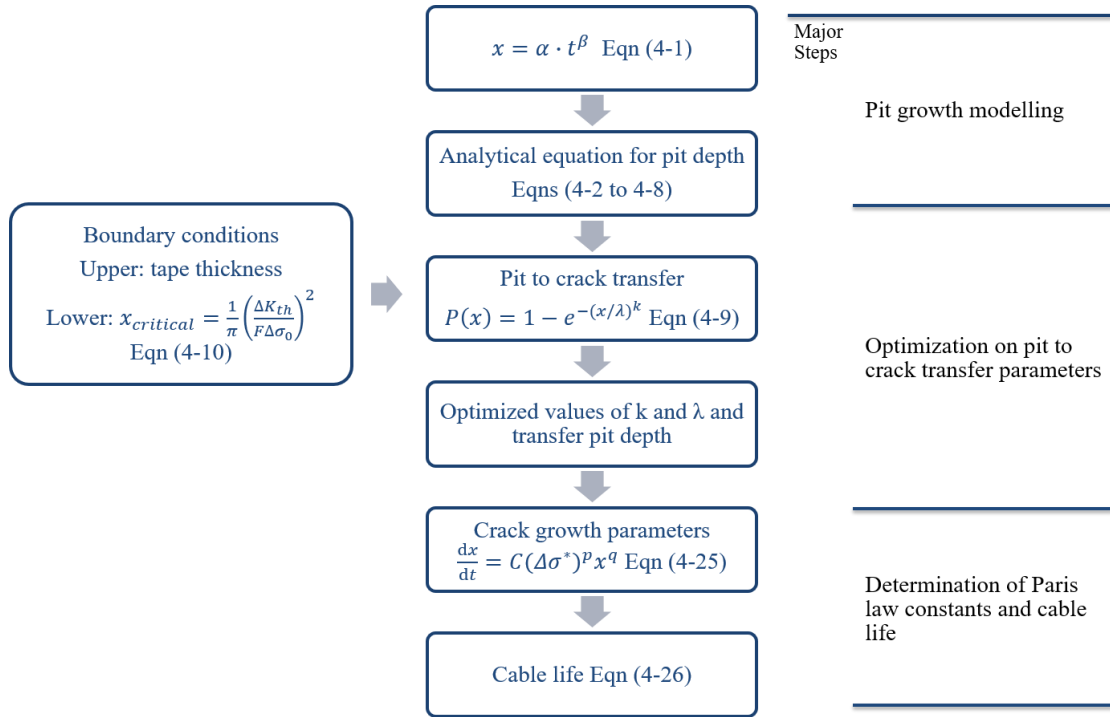 x = α · t^β Eqn (4-1)
Major
Steps
Pit growth modelling
Analytical equation for pit depth
Eqns (4-2 to 4-8)
Boundary conditions
Upper: tape thickness
Lower: x_critical = 1/π (ΔK_th / FΔσ_0)^2
Eqn (4-10)
Pit to crack transfer
P(x) = 1 − e^−(x/λ)^k Eqn (4-9)
Optimization on pit to
crack transfer parameters
Optimized values of k and λ and
transfer pit depth
Crack growth parameters
dx/dt = C(Δσ*)^p x^q Eqn (4-25)
Determination of Paris
law constants and cable
life
Cable life Eqn (4-26)